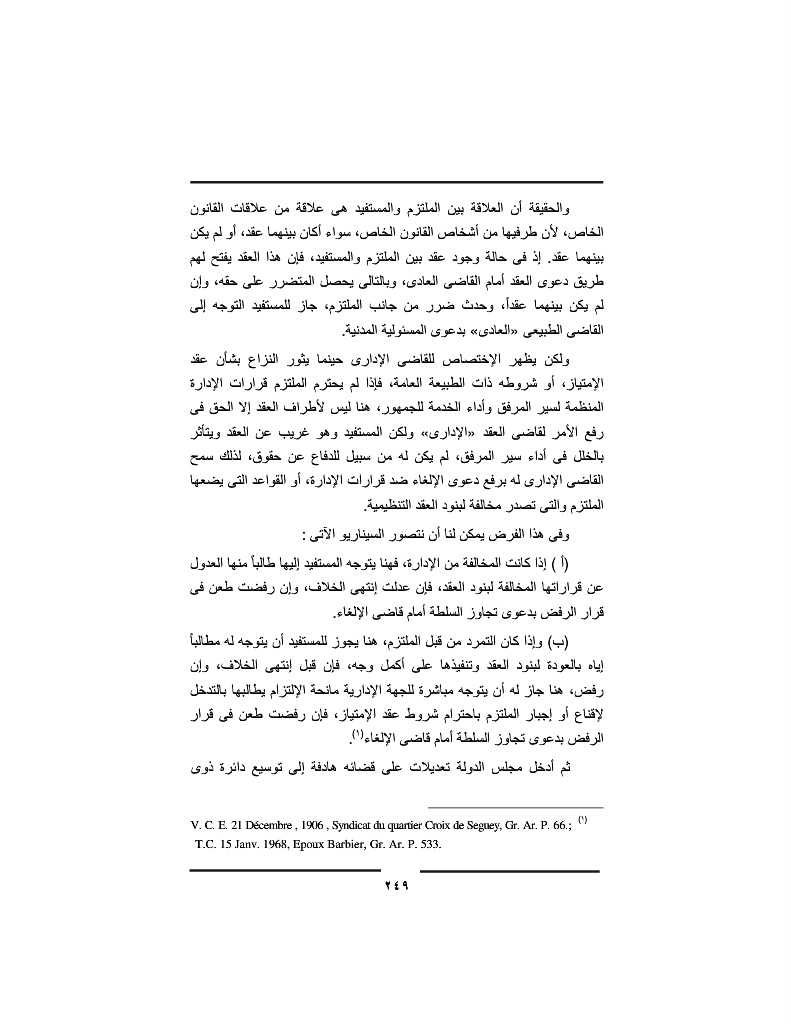 والحقيقة أن العلاقة بين الملتزم والمستفيد هى علاقة من علاقات القانون
الخاص، لأن طرفيها من أشخاص القانون الخاص، سواء أكان بينهما عقد، أو لم يكن
بينهما عقد. إذ فى حالة وجود عقد بين الملتزم والمستفيد، فإن هذا العقد يفتح لهم
طريق دعوى العقد أمام القاضى العادى، وبالتالى يحصل المتضرر على حقه، وإن
لم يكن بينهما عقداً، وحدث ضرر من جانب الملتزم، جاز للمستفيد التوجه إلى
القاضى الطبيعى «العادى» بدعوى المسئولية المدنية.
ولكن يظهر الإختصاص للقاضى الإدارى حينما يثور النزاع بشأن عقد
الإمتياز، أو شروطه ذات الطبيعة العامة، فإذا لم يحترم الملتزم قرارات الإدارة
المنظمة لسير المرفق وأداء الخدمة للجمهور، هنا ليس لأطراف العقد إلا الحق فى
رفع الأمر لقاضى العقد «الإدارى» ولكن المستفيد وهو غريب عن العقد ويتأثر
بالخلل فى أداء سير المرفق، لم يكن له من سبيل للدفاع عن حقوق، لذلك سمح
القاضى الإدارى له برفع دعوى الإلغاء ضد قرارات الإدارة، أو القواعد التى يضعها
الملتزم والتى تصدر مخالفة لبنود العقد التنظيمية.
وفى هذا الفرض يمكن لنا أن نتصور السيناريو الآتى :
(أ ) إذا كانت المخالفة من الإدارة، فهنا يتوجه المستفيد إليها طالباً منها العدول
عن قراراتها المخالفة لبنود العقد، فإن عدلت إنتهى الخلاف، وإن رفضت طعن فى
قرار الرفض بدعوى تجاوز السلطة أمام قاضى الإلغاء.
(ب) وإذا كان التمرد من قبل الملتزم، هنا يجوز للمستفيد أن يتوجه له مطالباً
إياه بالعودة لبنود العقد وتنفيذها على أكمل وجه، فإن قبل إنتهى الخلاف، وإن
رفض، هنا جاز له أن يتوجه مباشرة للجهة الإدارية مانحة الإلتزام يطالبها بالتدخل
لإقناع أو إجبار الملتزم باحترام شروط عقد الإمتياز، فإن رفضت طعن فى قرار
الرفض بدعوى تجاوز السلطة أمام قاضى الإلغاء(١).
ثم أدخل مجلس الدولة تعديلات على قضائه هادفة إلى توسيع دائرة ذوى
(١) V. C. E. 21 Décembre , 1906 , Syndicat du quartier Croix de Seguey, Gr. Ar. P. 66.;
T.C. 15 Janv. 1968, Epoux Barbier, Gr. Ar. P. 533.
٢٤٩